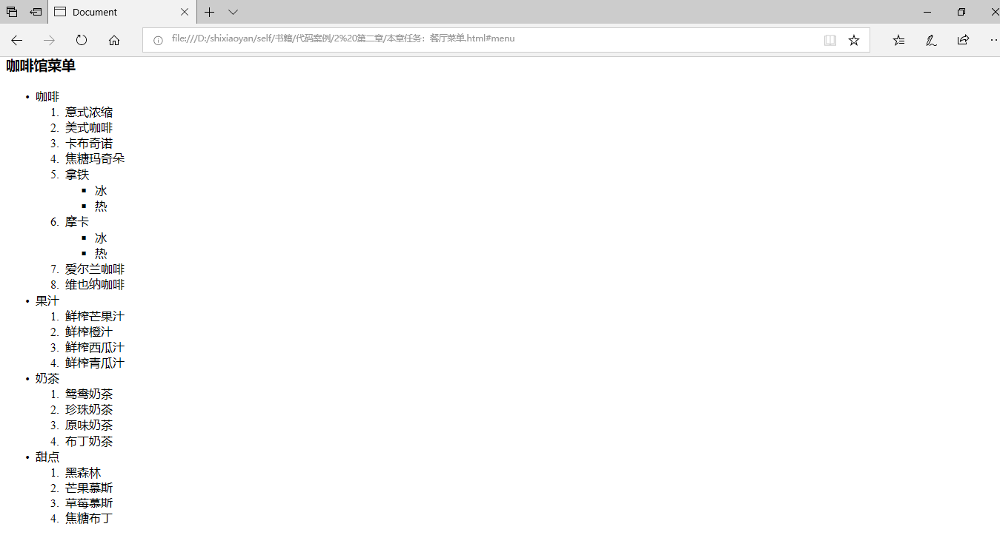 Document
file:///D:/shixiaoyan/self/书籍/代码案例/2%20第二章/本章任务：餐厅菜单.html#menu
咖啡馆菜单
• 咖啡
1. 意式浓缩
2. 美式咖啡
3. 卡布奇诺
4. 焦糖玛奇朵
5. 拿铁
▪ 冰
▪ 热
6. 摩卡
▪ 冰
▪ 热
7. 爱尔兰咖啡
8. 维也纳咖啡
• 果汁
1. 鲜榨芒果汁
2. 鲜榨橙汁
3. 鲜榨西瓜汁
4. 鲜榨青瓜汁
• 奶茶
1. 鸳鸯奶茶
2. 珍珠奶茶
3. 原味奶茶
4. 布丁奶茶
• 甜点
1. 黑森林
2. 芒果慕斯
3. 草莓慕斯
4. 焦糖布丁